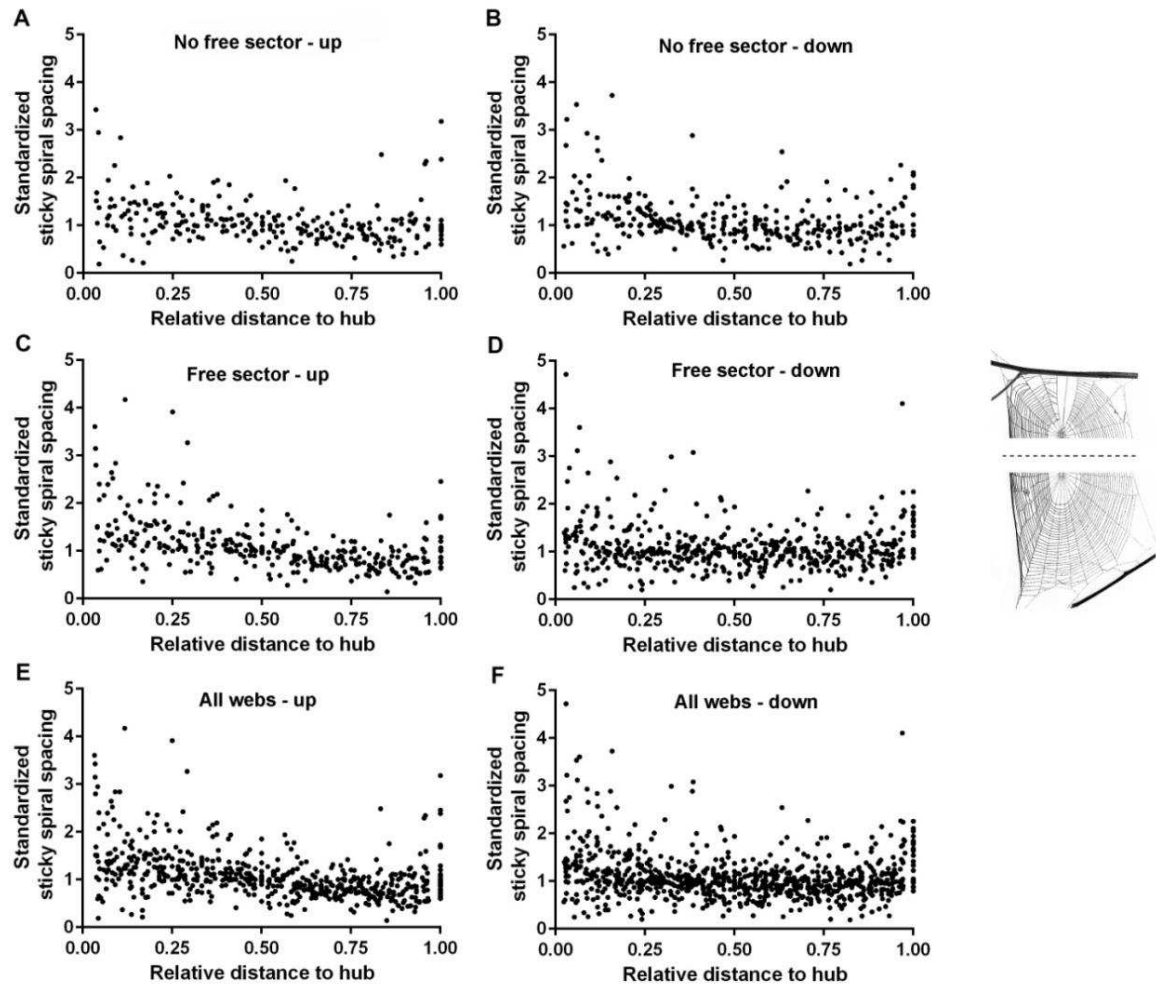 A
No free sector - up
Standardized
sticky spiral spacing
5
4
3
2
1
0
0.00 0.25 0.50 0.75 1.00
Relative distance to hub
B
No free sector - down
Standardized
sticky spiral spacing
5
4
3
2
1
0
0.00 0.25 0.50 0.75 1.00
Relative distance to hub
C
Free sector - up
Standardized
sticky spiral spacing
5
4
3
2
1
0
0.00 0.25 0.50 0.75 1.00
Relative distance to hub
D
Free sector - down
Standardized
sticky spiral spacing
5
4
3
2
1
0
0.00 0.25 0.50 0.75 1.00
Relative distance to hub
E
All webs - up
Standardized
sticky spiral spacing
5
4
3
2
1
0
0.00 0.25 0.50 0.75 1.00
Relative distance to hub
F
All webs - down
Standardized
sticky spiral spacing
5
4
3
2
1
0
0.00 0.25 0.50 0.75 1.00
Relative distance to hub